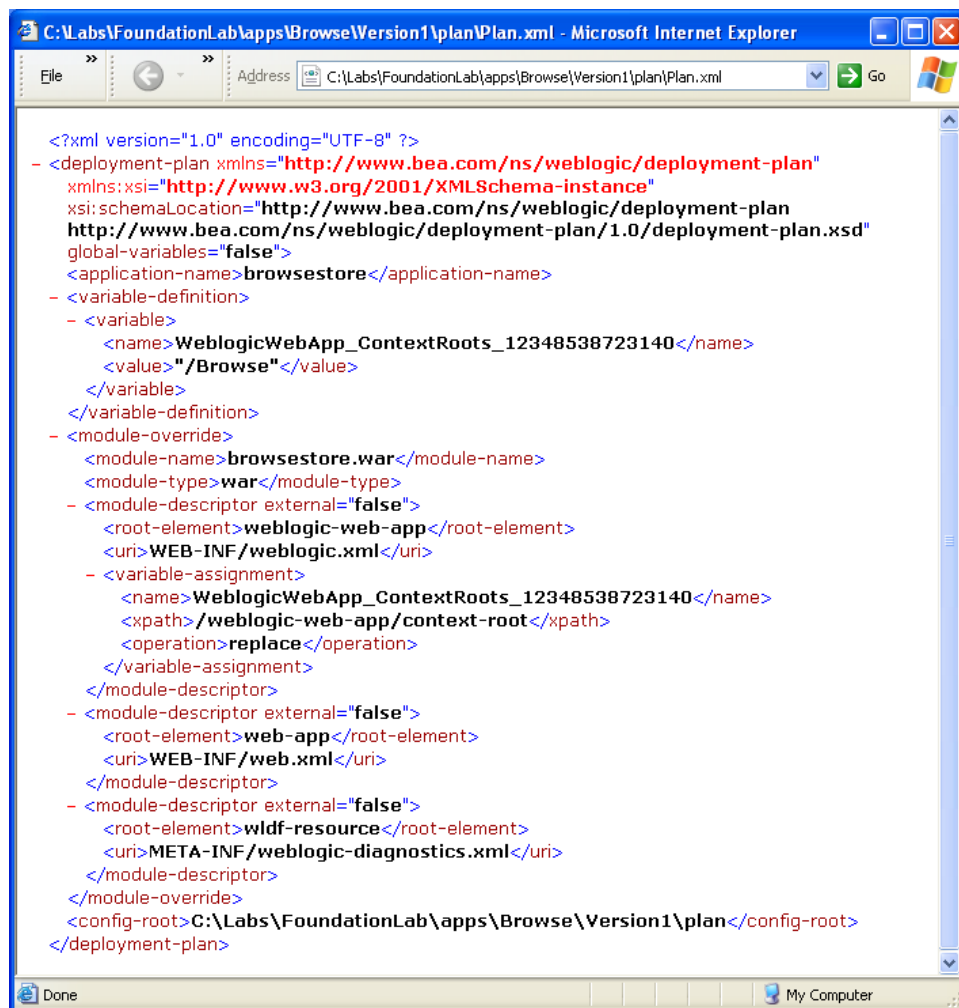 C:\Labs\FoundationLab\apps\Browse\Version1\plan\Plan.xml - Microsoft Internet Explorer
File » » Address C:\Labs\FoundationLab\apps\Browse\Version1\plan\Plan.xml Go
<?xml version="1.0" encoding="UTF-8" ?>
- <deployment-plan xmlns="http://www.bea.com/ns/weblogic/deployment-plan"
xmlns:xsi="http://www.w3.org/2001/XMLSchema-instance"
xsi:schemaLocation="http://www.bea.com/ns/weblogic/deployment-plan
http://www.bea.com/ns/weblogic/deployment-plan/1.0/deployment-plan.xsd"
global-variables="false">
<application-name>browsestore</application-name>
- <variable-definition>
- <variable>
<name>WeblogicWebApp_ContextRoots_12348538723140</name>
<value>"/Browse"</value>
</variable>
</variable-definition>
- <module-override>
<module-name>browsestore.war</module-name>
<module-type>war</module-type>
- <module-descriptor external="false">
<root-element>weblogic-web-app</root-element>
<uri>WEB-INF/weblogic.xml</uri>
- <variable-assignment>
<name>WeblogicWebApp_ContextRoots_12348538723140</name>
<xpath>/weblogic-web-app/context-root</xpath>
<operation>replace</operation>
</variable-assignment>
</module-descriptor>
- <module-descriptor external="false">
<root-element>web-app</root-element>
<uri>WEB-INF/web.xml</uri>
</module-descriptor>
- <module-descriptor external="false">
<root-element>wldf-resource</root-element>
<uri>META-INF/weblogic-diagnostics.xml</uri>
</module-descriptor>
</module-override>
<config-root>C:\Labs\FoundationLab\apps\Browse\Version1\plan</config-root>
</deployment-plan>
Done My Computer